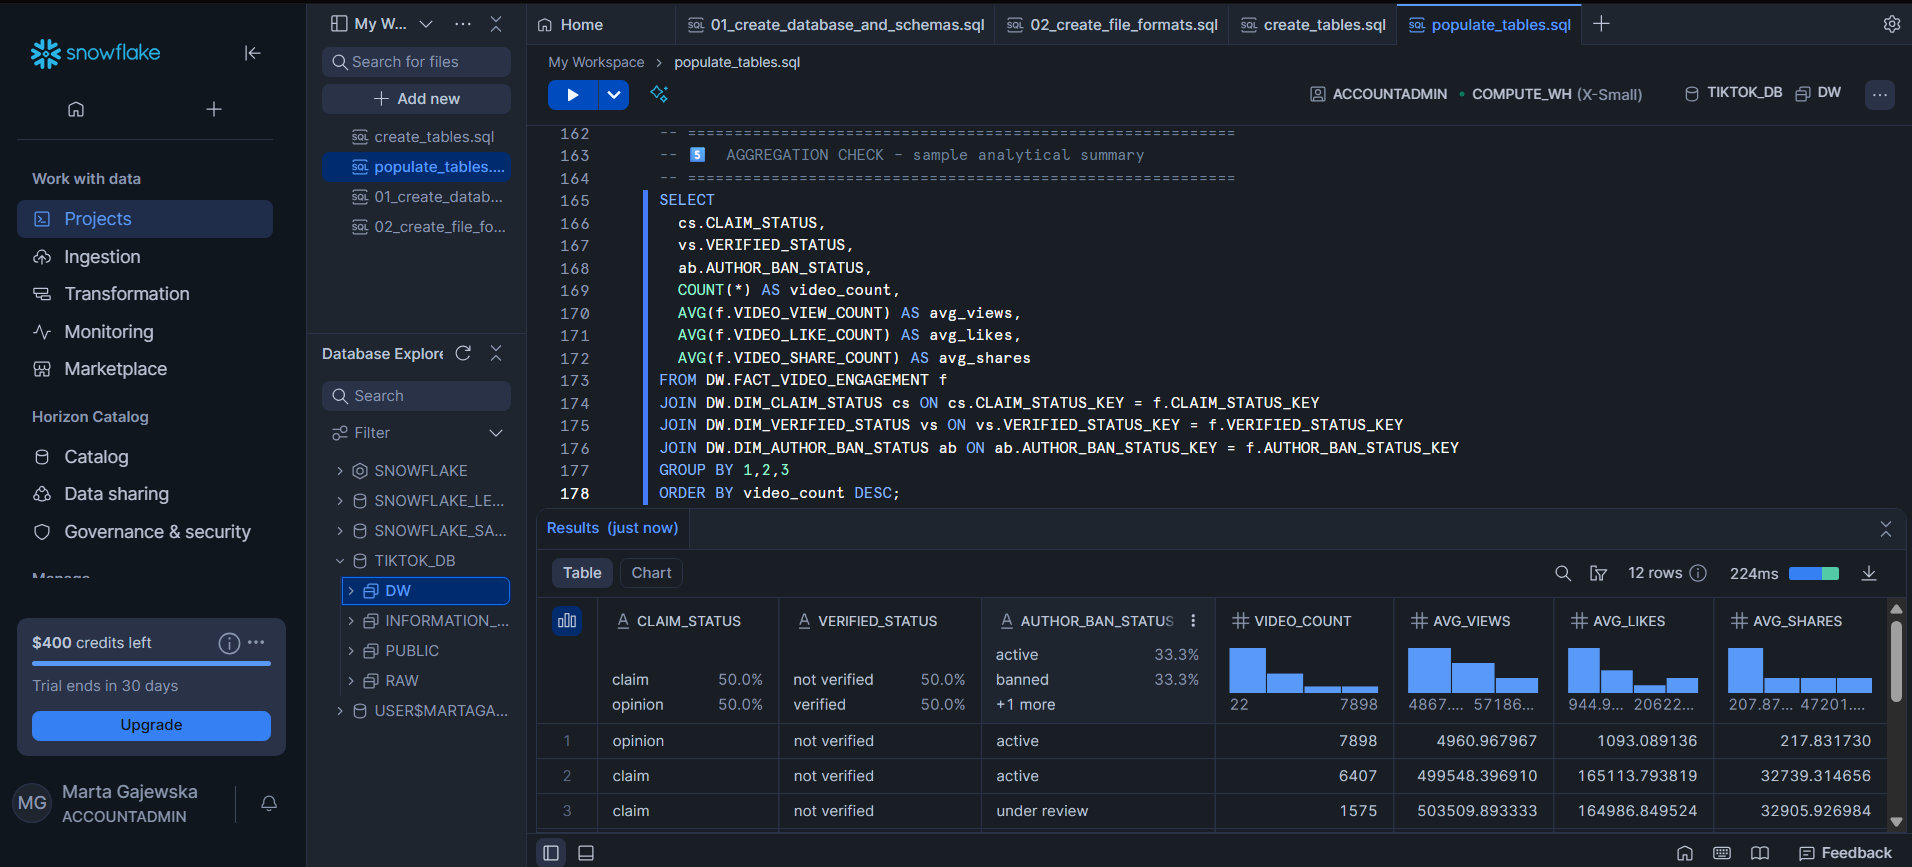 snowflake
Work with data
Projects
Ingestion
Transformation
Monitoring
Marketplace
Horizon Catalog
Catalog
Data sharing
Governance & security
Manage
$400 credits left
Trial ends in 30 days
Upgrade
MG
Marta Gajewska
ACCOUNTADMIN
My W...
Search for files
Add new
create_tables.sql
populate_tables....
01_create_datab...
02_create_file_fo...
Database Explore
Search
Filter
SNOWFLAKE
SNOWFLAKE_LE...
SNOWFLAKE_SA...
TIKTOK_DB
DW
INFORMATION_...
PUBLIC
RAW
USER$MARTAGA...
Home
SQL 01_create_database_and_schemas.sql
SQL 02_create_file_formats.sql
SQL create_tables.sql
SQL populate_tables.sql
My Workspace > populate_tables.sql
ACCOUNTADMIN COMPUTE_WH (X-Small) TIKTOK_DB DW
162 -- ===========================================================
163 -- 5 AGGREGATION CHECK – sample analytical summary
164 -- ===========================================================
165 SELECT
166 cs.CLAIM_STATUS,
167 vs.VERIFIED_STATUS,
168 ab.AUTHOR_BAN_STATUS,
169 COUNT(*) AS video_count,
170 AVG(f.VIDEO_VIEW_COUNT) AS avg_views,
171 AVG(f.VIDEO_LIKE_COUNT) AS avg_likes,
172 AVG(f.VIDEO_SHARE_COUNT) AS avg_shares
173 FROM DW.FACT_VIDEO_ENGAGEMENT f
174 JOIN DW.DIM_CLAIM_STATUS cs ON cs.CLAIM_STATUS_KEY = f.CLAIM_STATUS_KEY
175 JOIN DW.DIM_VERIFIED_STATUS vs ON vs.VERIFIED_STATUS_KEY = f.VERIFIED_STATUS_KEY
176 JOIN DW.DIM_AUTHOR_BAN_STATUS ab ON ab.AUTHOR_BAN_STATUS_KEY = f.AUTHOR_BAN_STATUS_KEY
177 GROUP BY 1,2,3
178 ORDER BY video_count DESC;
Results (just now)
Table Chart 12 rows 224ms
CLAIM_STATUS VERIFIED_STATUS AUTHOR_BAN_STATUS VIDEO_COUNT AVG_VIEWS AVG_LIKES AVG_SHARES
active 33.3%
claim 50.0% not verified 50.0% banned 33.3%
opinion 50.0% verified 50.0% +1 more 22 7898 4867.... 57186... 944.9... 20622... 207.87... 47201....
1 opinion not verified active 7898 4960.967967 1093.089136 217.831730
2 claim not verified active 6407 499548.396910 165113.793819 32739.314656
3 claim not verified under review 1575 503509.893333 164986.849524 32905.926984
Feedback